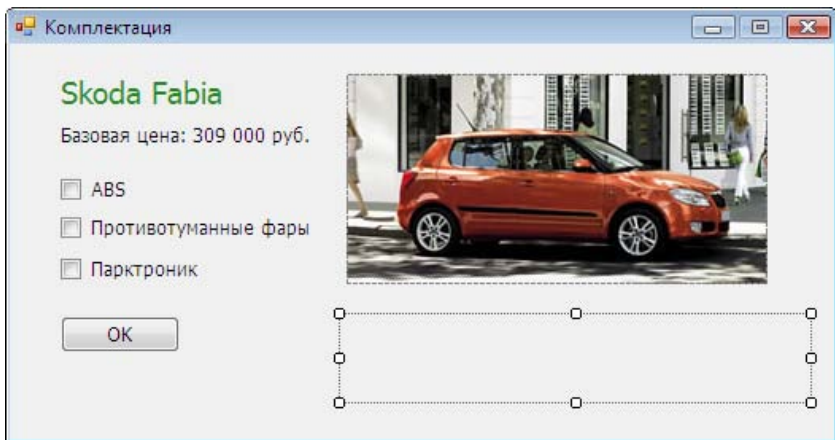 Комплектация
Skoda Fabia
Базовая цена: 309 000 руб.
ABS
Противотуманные фары
Парктроник
OK